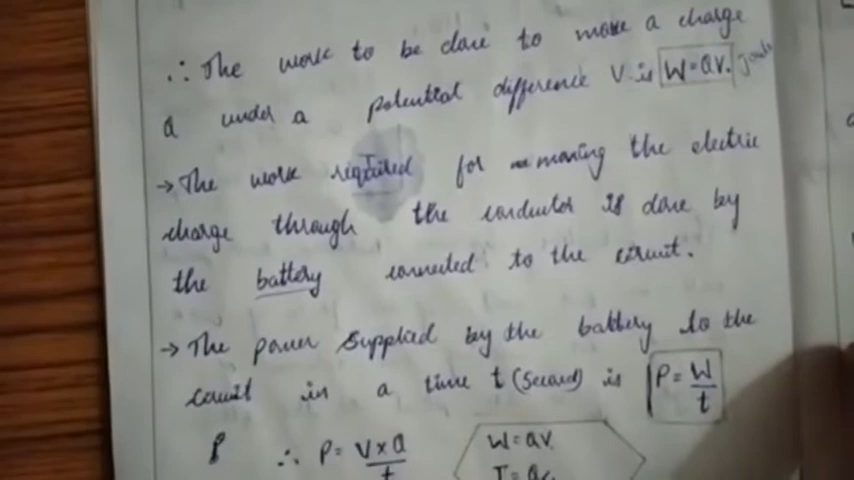 ∴ The work to be done to move a charge
Q under a potential difference V is W=QV. Joule
→ The work required for moving the electric
charge through the conductor is done by
the battery connected to the circuit.
→ The power supplied by the battery to the
circuit in a time t (second) is P = W/t
P ∴ P = V×Q/t W=QV.